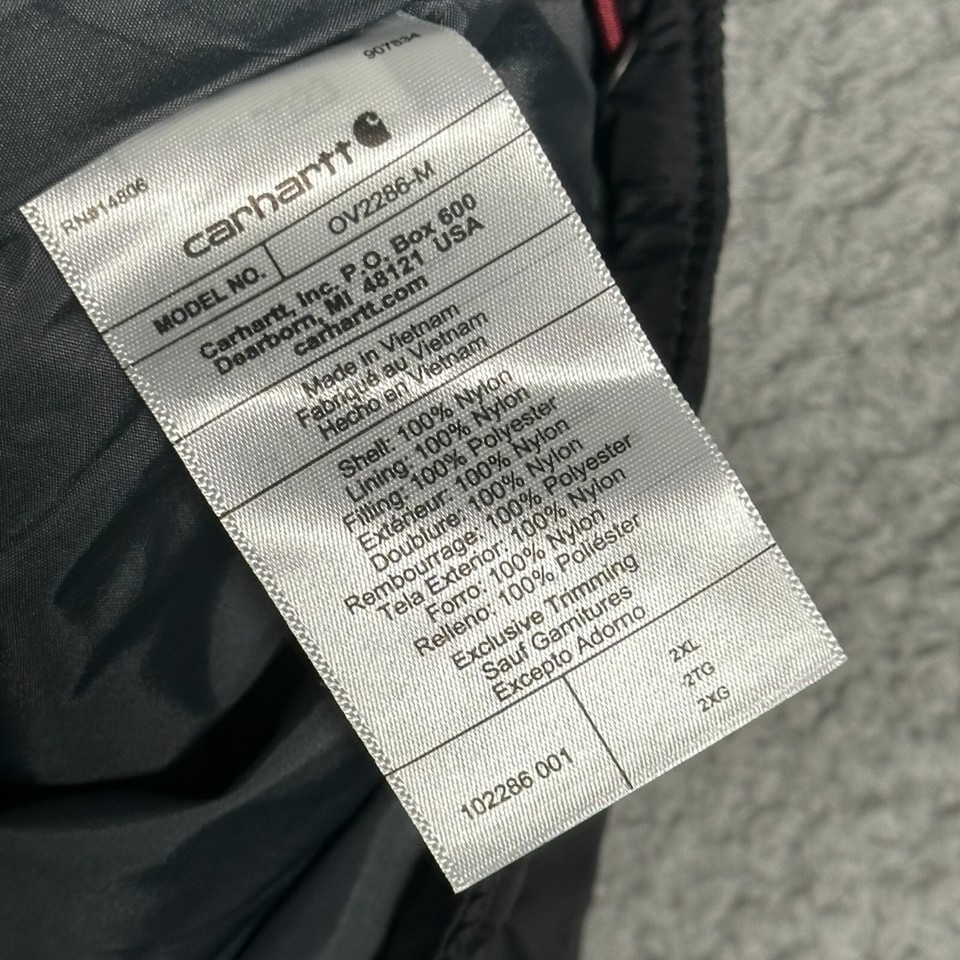 907834
RN#14806
carhartt
MODEL NO. OV2286-M
Carhartt, Inc. P.O. Box 600
Dearborn, MI 48121 USA
carhartt.com
Made in Vietnam
Fabriqué au Vietnam
Hecho en Vietnam
Shell: 100% Nylon
Lining: 100% Nylon
Filling: 100% Polyester
Extérieur: 100% Nylon
Doublure: 100% Nylon
Rembourrage: 100% Polyester
Tela Exterior: 100% Nylon
Forro: 100% Nylon
Relleno: 100% Poliéster
Exclusive Trimming
Sauf Garnitures
Excepto Adorno
2XL
2TG
2XG
102286 001